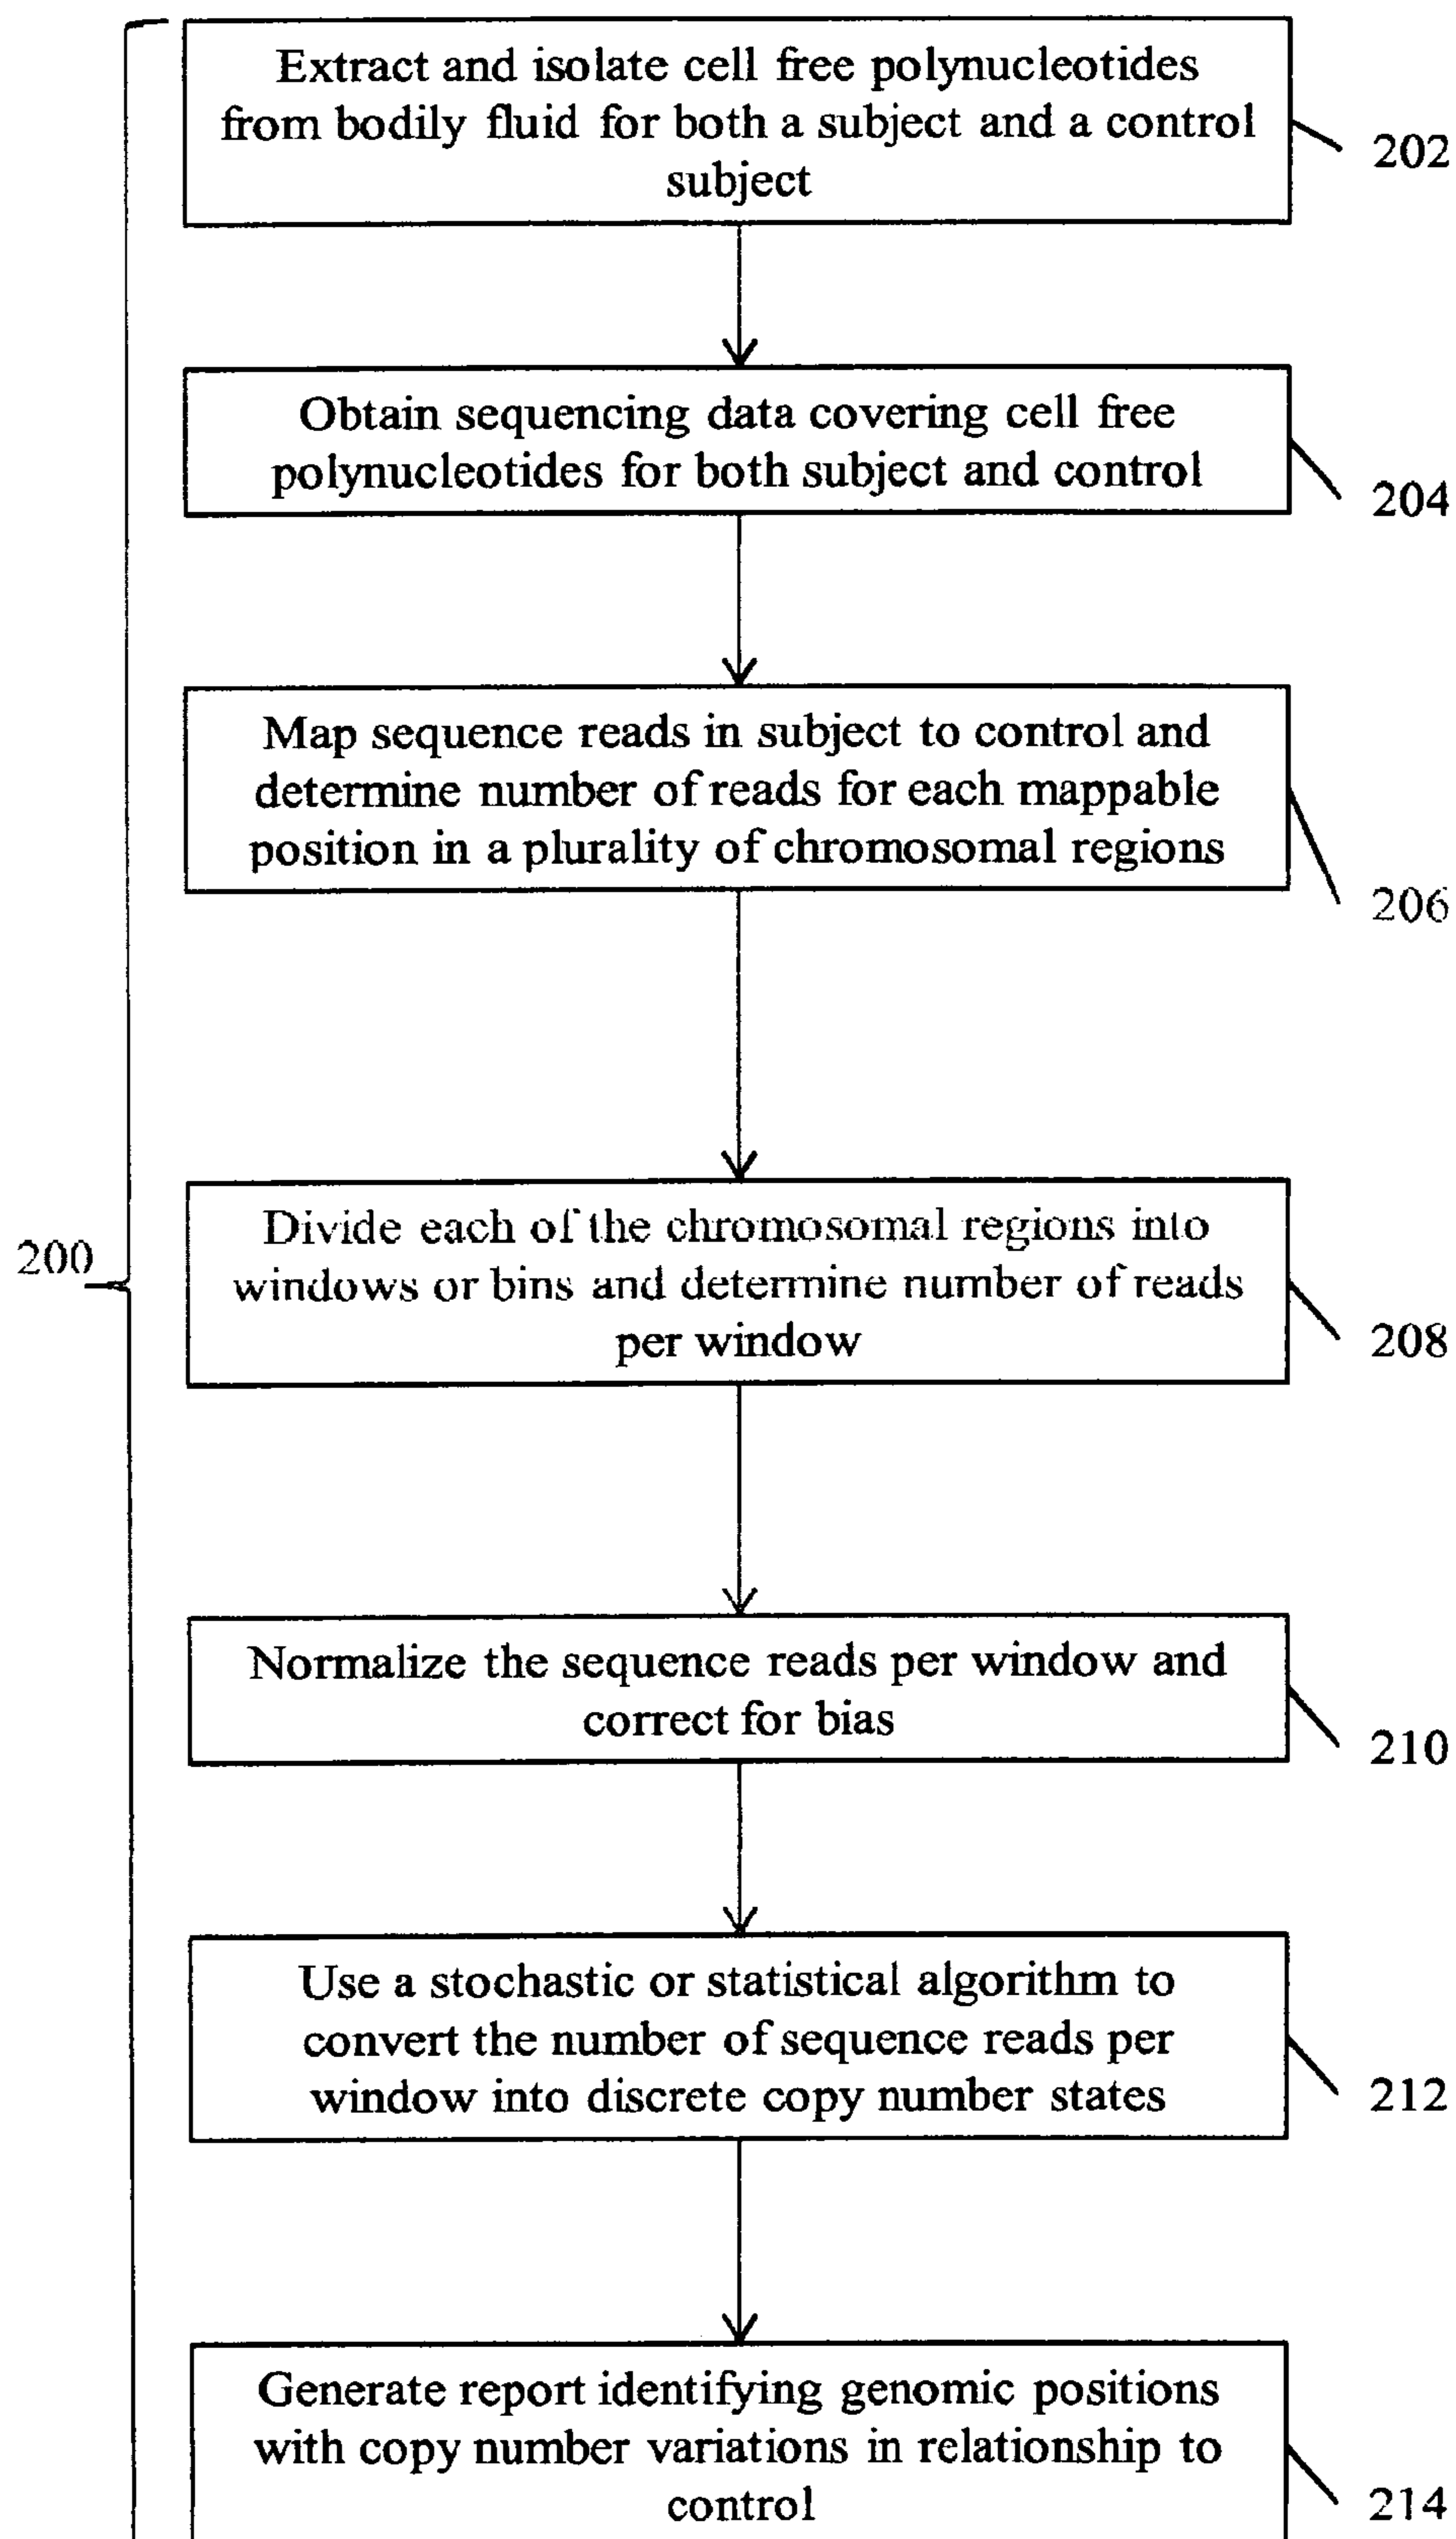 Extract and isolate cell free polynucleotides
from bodily fluid for both a subject and a control
subject
202
Obtain sequencing data covering cell free
polynucleotides for both subject and control
204
Map sequence reads in subject to control and
determine number of reads for each mappable
position in a plurality of chromosomal regions
206
200
Divide each of the chromosomal regions into
windows or bins and determine number of reads
per window
208
Normalize the sequence reads per window and
correct for bias
210
Use a stochastic or statistical algorithm to
convert the number of sequence reads per
window into discrete copy number states
212
Generate report identifying genomic positions
with copy number variations in relationship to
control
214